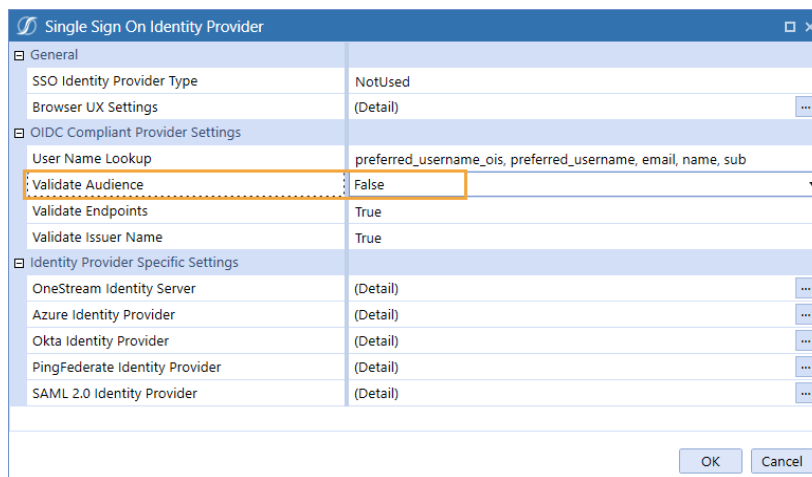 Single Sign On Identity Provider
General
SSO Identity Provider Type NotUsed
Browser UX Settings (Detail) ...
OIDC Compliant Provider Settings
User Name Lookup preferred_username_ois, preferred_username, email, name, sub
Validate Audience False
Validate Endpoints True
Validate Issuer Name True
Identity Provider Specific Settings
OneStream Identity Server (Detail) ...
Azure Identity Provider (Detail) ...
Okta Identity Provider (Detail) ...
PingFederate Identity Provider (Detail) ...
SAML 2.0 Identity Provider (Detail) ...
OK Cancel